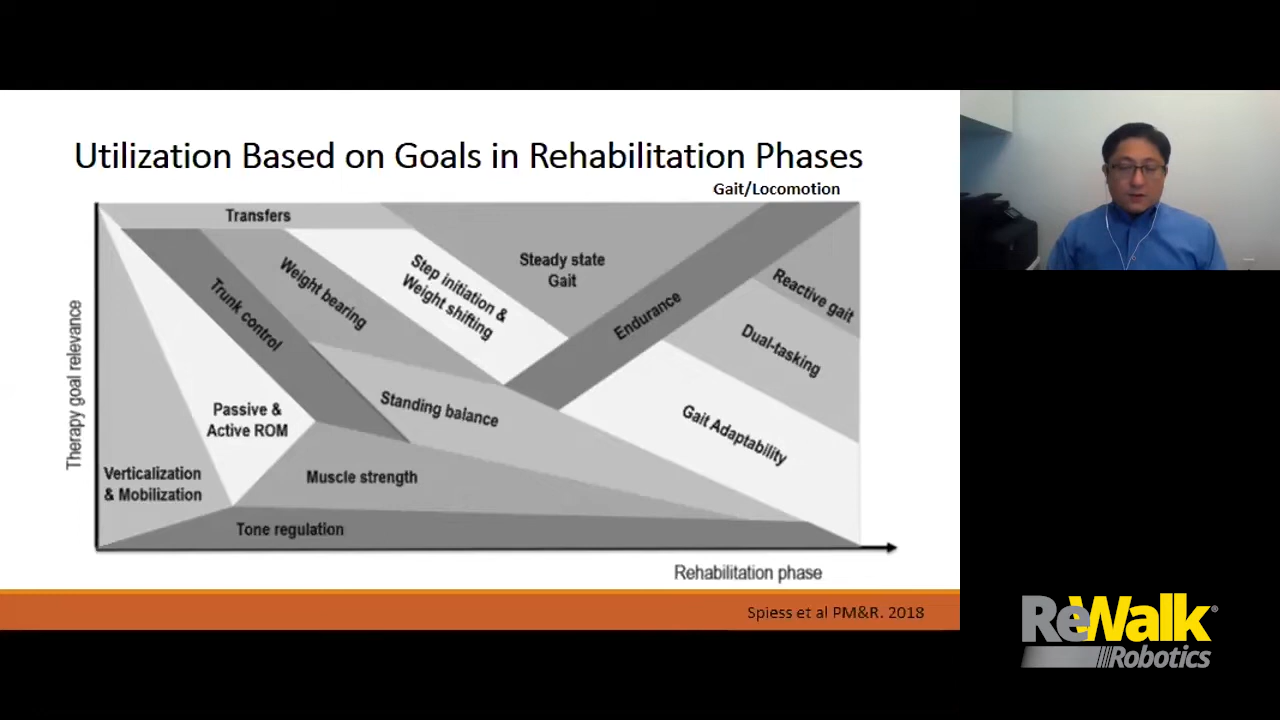 Utilization Based on Goals in Rehabilitation Phases
Gait/Locomotion
Transfers
Trunk control
Weight bearing
Step initiation &
Weight shifting
Steady state
Gait
Endurance
Reactive gait
Dual-tasking
Gait Adaptability
Standing balance
Passive &
Active ROM
Muscle strength
Verticalization
& Mobilization
Tone regulation
Therapy goal relevance
Rehabilitation phase
Spiess et al PM&R. 2018
ReWalk®
Robotics